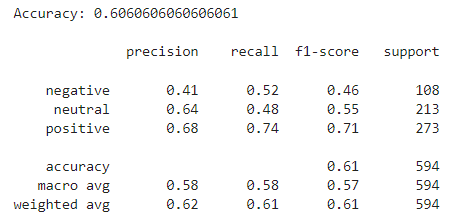 Accuracy: 0.6060606060606061
precision recall f1-score support
negative 0.41 0.52 0.46 108
neutral 0.64 0.48 0.55 213
positive 0.68 0.74 0.71 273
accuracy 0.61 594
macro avg 0.58 0.58 0.57 594
weighted avg 0.62 0.61 0.61 594